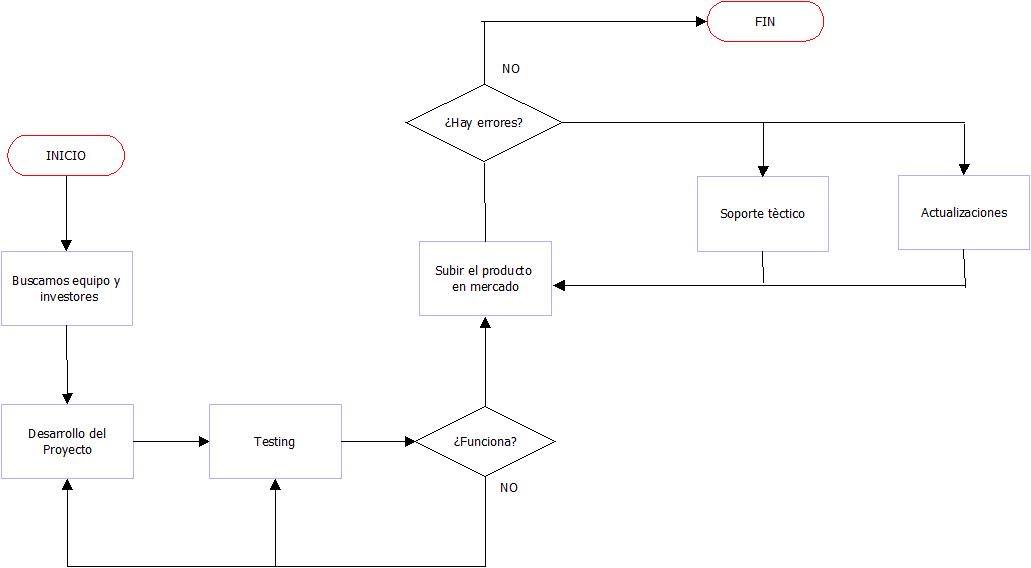 FIN
NO
¿Hay errores?
INICIO
Soporte tèctico
Actualizaciones
Buscamos equipo y
investores
Subir el producto
en mercado
Desarrollo del
Proyecto
Testing
¿Funciona?
NO